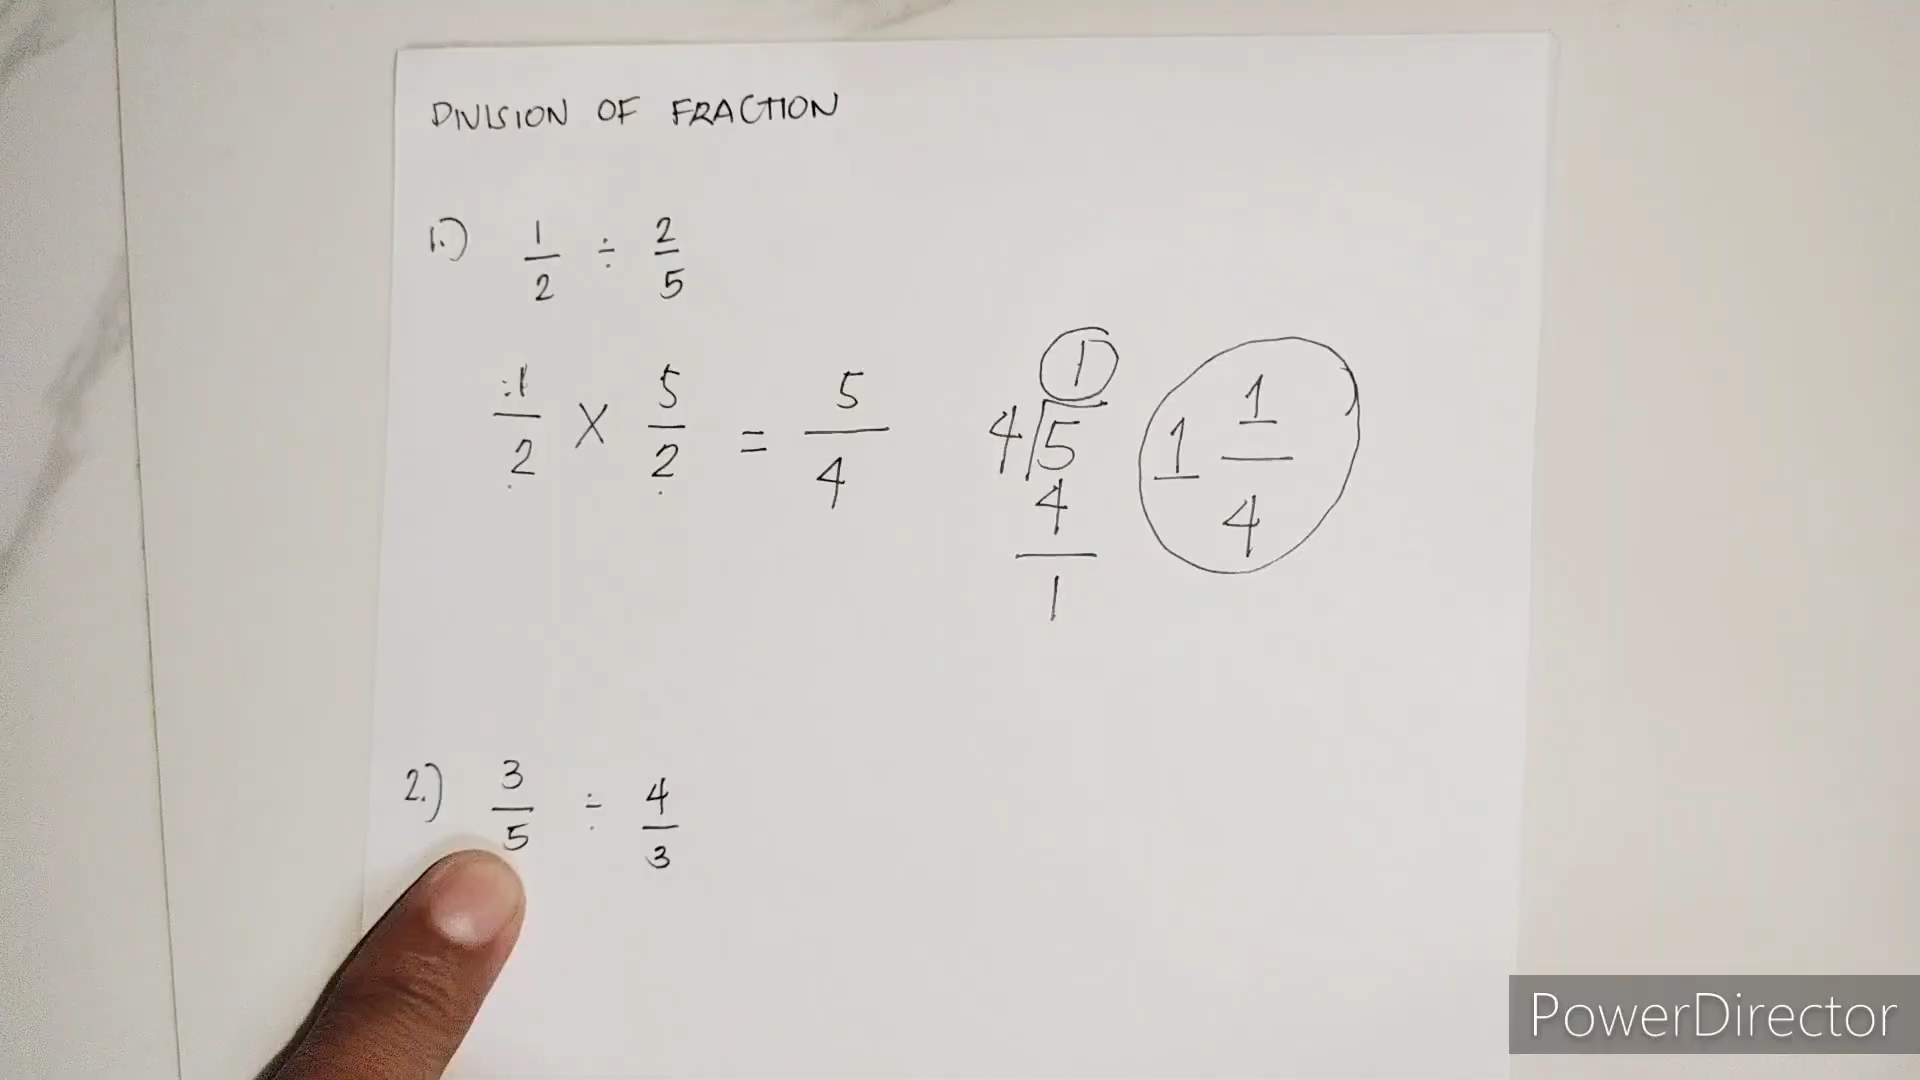 DIVISION OF FRACTION
1.) 1/2 ÷ 2/5
1/2 X 5/2 = 5/4
1
4)5
4
1
1 1/4
2.) 3/5 ÷ 4/3
PowerDirector